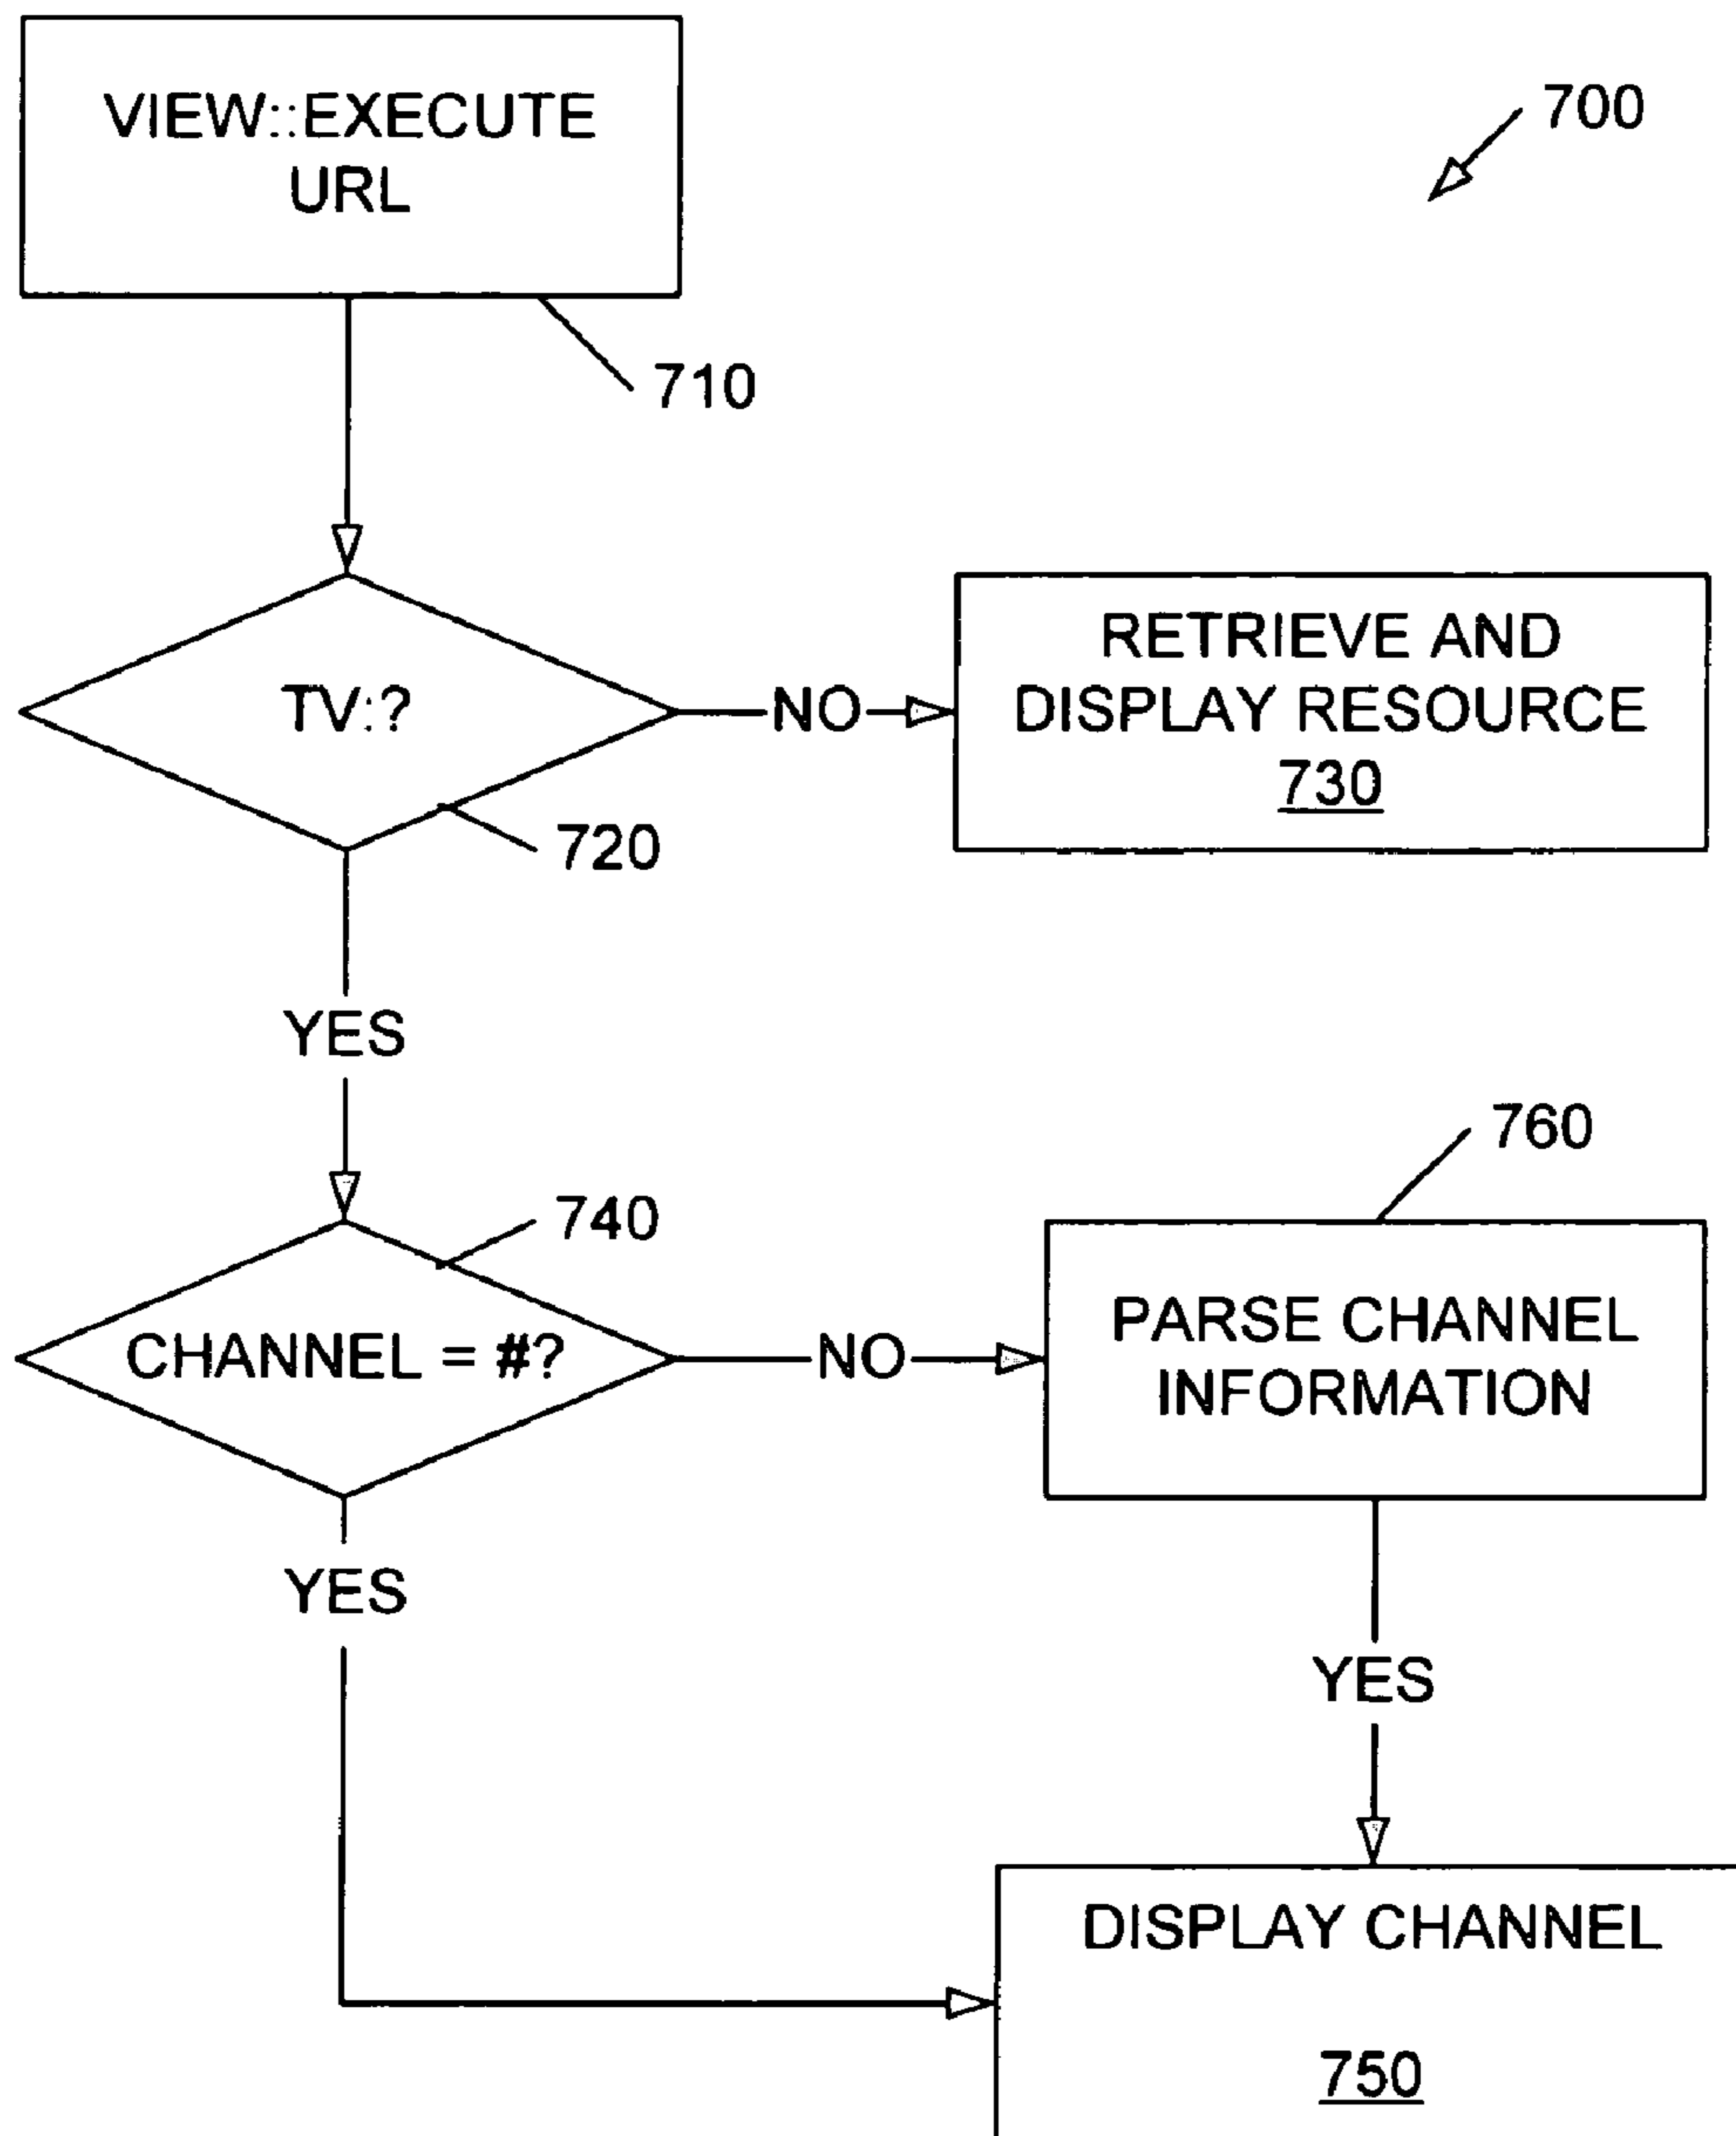 VIEW::EXECUTE
URL
700
710
TV:?
NO
RETRIEVE AND
DISPLAY RESOURCE
730
720
YES
760
740
CHANNEL = #?
NO
PARSE CHANNEL
INFORMATION
YES
YES
DISPLAY CHANNEL
750